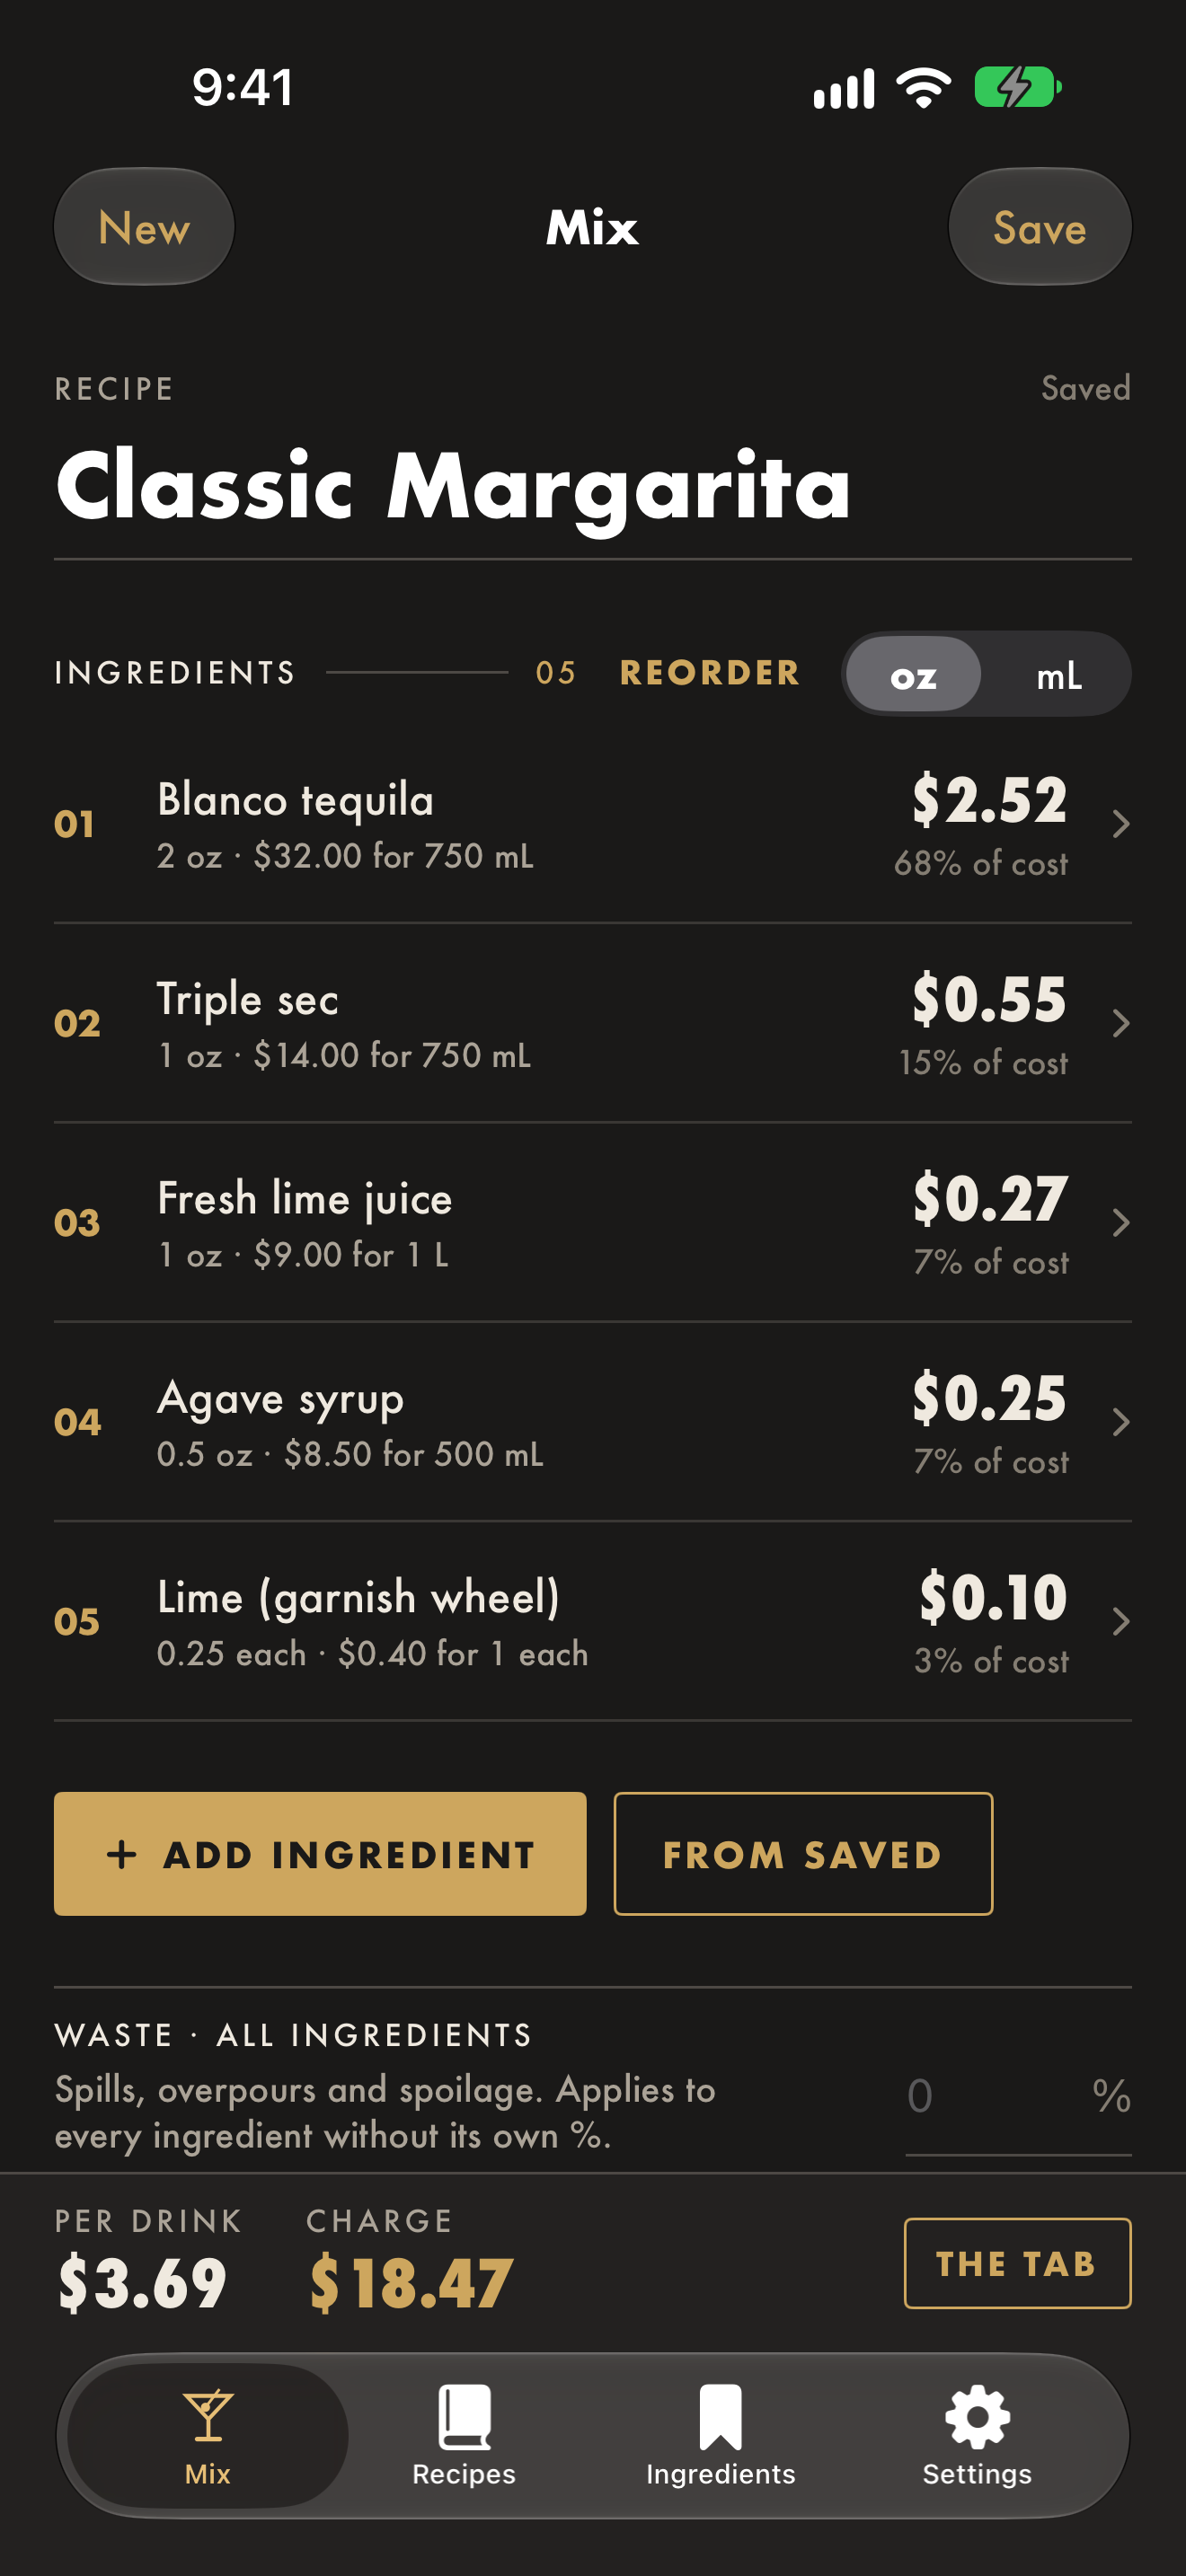 9:41
New
Mix
Save
RECIPE
Saved
Classic Margarita
INGREDIENTS
05
REORDER
oz
mL
01
Blanco tequila
2 oz · $32.00 for 750 mL
$2.52
68% of cost
02
Triple sec
1 oz · $14.00 for 750 mL
$0.55
15% of cost
03
Fresh lime juice
1 oz · $9.00 for 1 L
$0.27
7% of cost
04
Agave syrup
0.5 oz · $8.50 for 500 mL
$0.25
7% of cost
05
Lime (garnish wheel)
0.25 each · $0.40 for 1 each
$0.10
3% of cost
+ ADD INGREDIENT
FROM SAVED
WASTE · ALL INGREDIENTS
Spills, overpours and spoilage. Applies to
every ingredient without its own %.
0 %
PER DRINK
$3.69
CHARGE
$18.47
THE TAB
Mix
Recipes
Ingredients
Settings